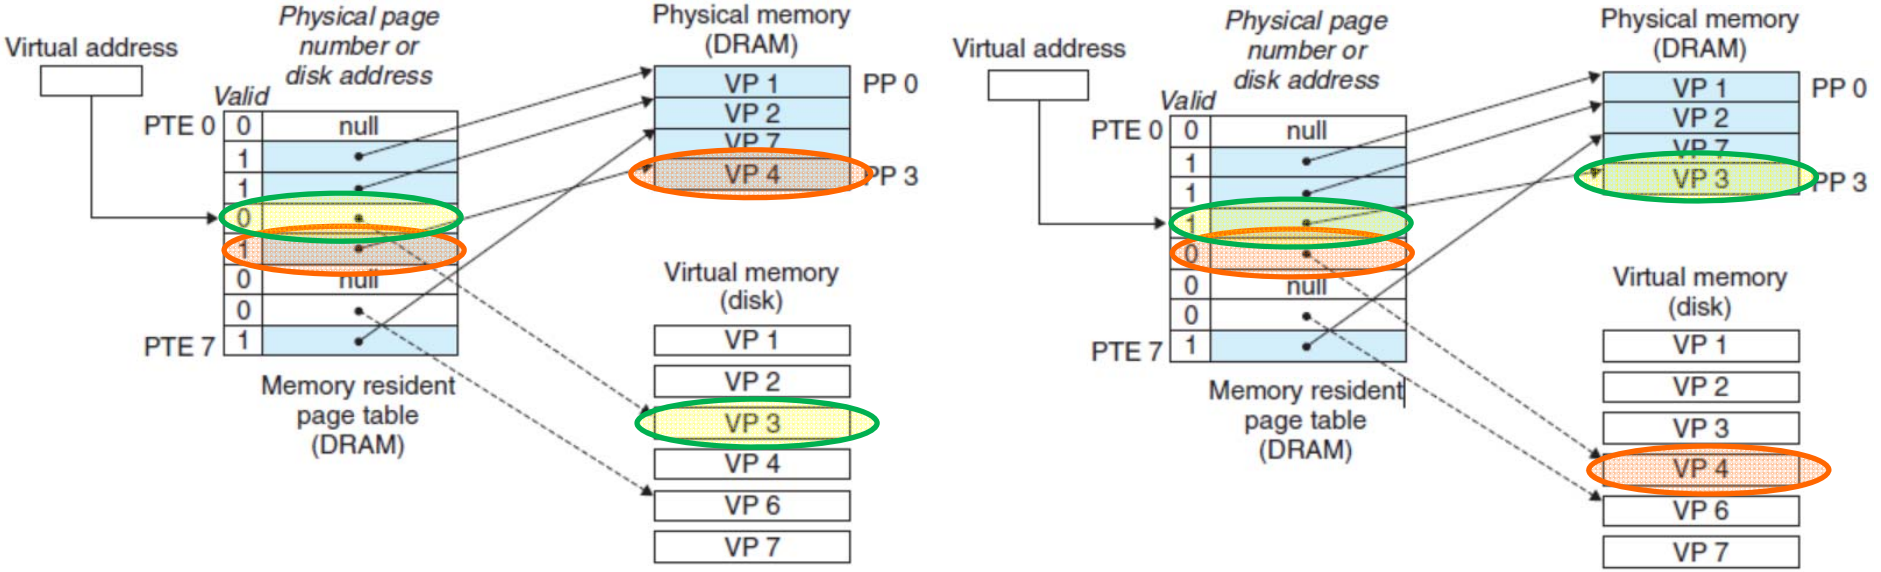 Virtual address
Physical page
number or
disk address
Valid
PTE 0
0
null
1
1
0
1
0
null
0
PTE 7
1
Memory resident
page table
(DRAM)
Physical memory
(DRAM)
VP 1
PP 0
VP 2
VP 7
VP 4
PP 3
Virtual memory
(disk)
VP 1
VP 2
VP 3
VP 4
VP 6
VP 7
Virtual address
Physical page
number or
disk address
Valid
PTE 0
0
null
1
1
1
0
0
null
0
PTE 7
1
Memory resident
page table
(DRAM)
Physical memory
(DRAM)
VP 1
PP 0
VP 2
VP 7
VP 3
PP 3
Virtual memory
(disk)
VP 1
VP 2
VP 3
VP 4
VP 6
VP 7